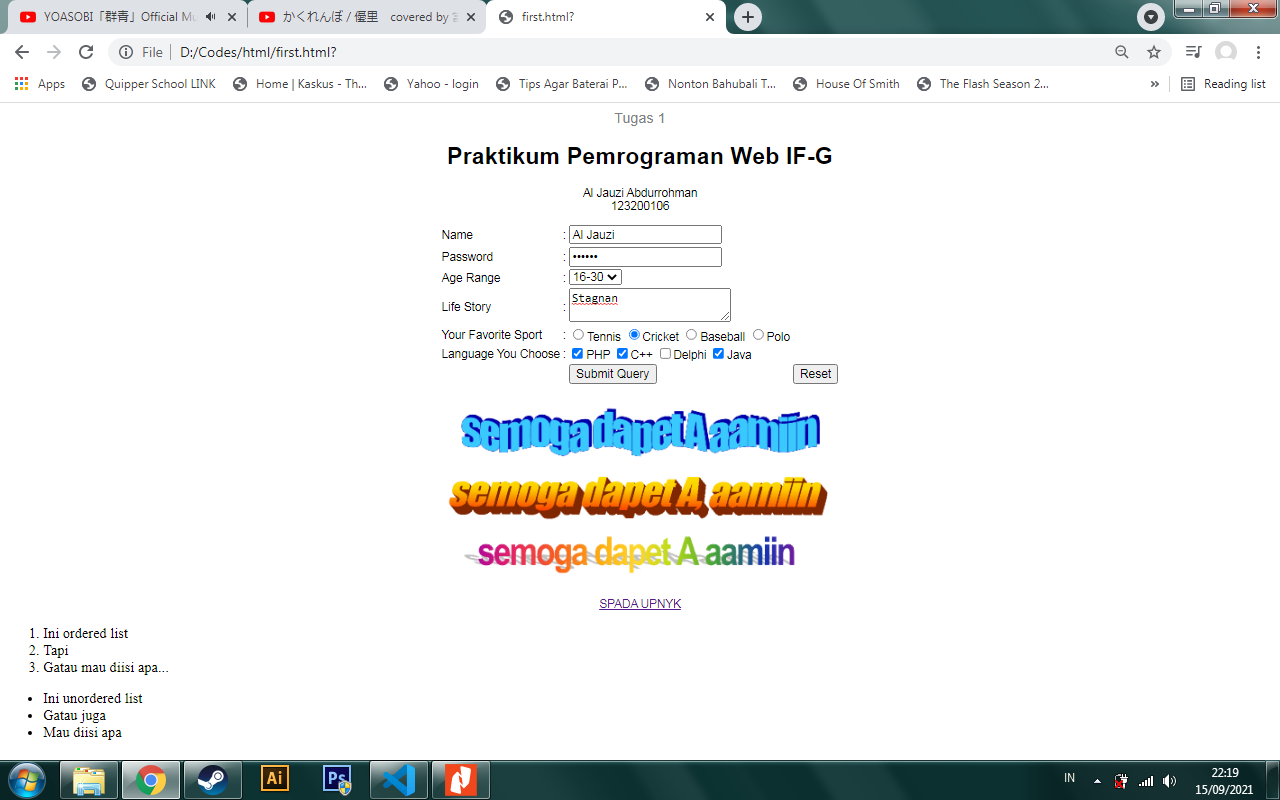 YOASOBI「群青」Official Mu
かくれんぼ / 優里 covered by
first.html?
File
D:/Codes/html/first.html?
Apps
Quipper School LINK
Home | Kaskus - Th...
Yahoo - login
Tips Agar Baterai P...
Nonton Bahubali T...
House Of Smith
The Flash Season 2...
»
Reading list
Tugas 1
Praktikum Pemrograman Web IF-G
Al Jauzi Abdurrohman
123200106
Name : Al Jauzi
Password : ••••••
Age Range : 16-30
Life Story : Stagnan
Your Favorite Sport : Tennis Cricket Baseball Polo
Language You Choose : PHP C++ Delphi Java
Submit Query Reset
semoga dapet A aamiin
semoga dapet A, aamiin
semoga dapet A aamiin
SPADA UPNYK
1. Ini ordered list
2. Tapi
3. Gatau mau diisi apa...
• Ini unordered list
• Gatau juga
• Mau diisi apa
Ai
Ps
IN
22:19
15/09/2021